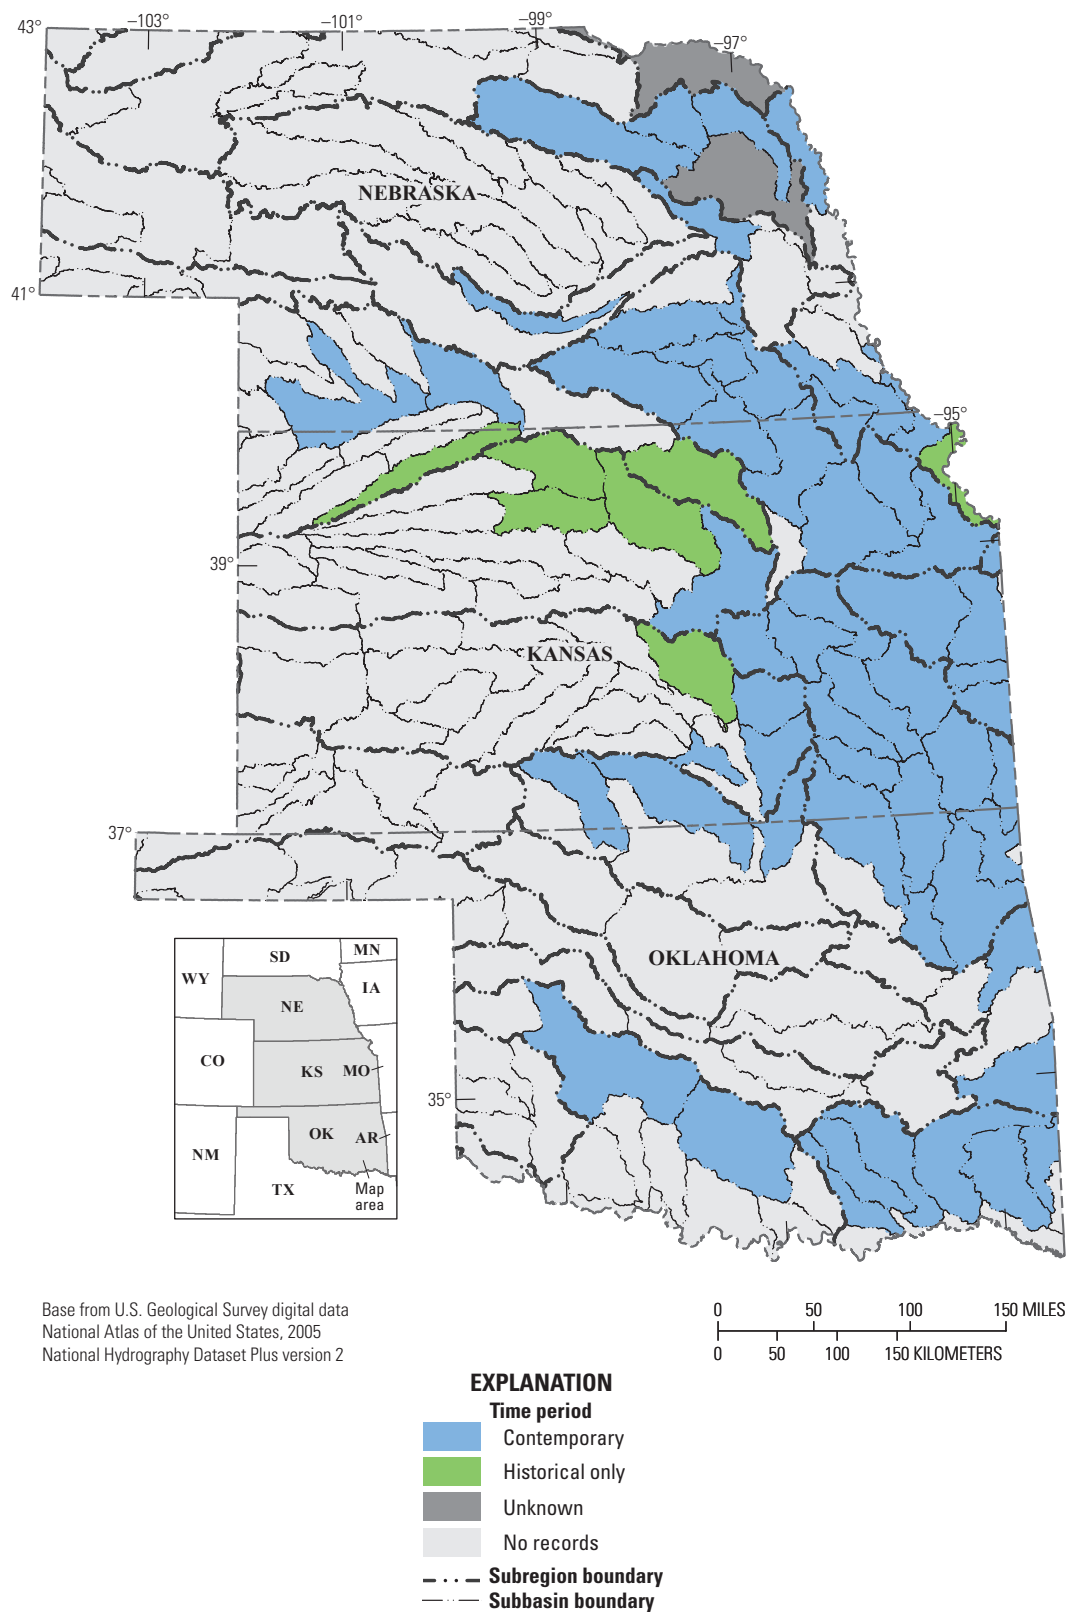 43°
–103°
–101°
–99°
–97°
NEBRASKA
41°
–95°
39°
KANSAS
37°
OKLAHOMA
35°
SD
MN
WY
IA
NE
CO
KS
MO
OK
AR
NM
TX
Map
area
Base from U.S. Geological Survey digital data
National Atlas of the United States, 2005
National Hydrography Dataset Plus version 2
0 50 100 150 MILES
0 50 100 150 KILOMETERS
EXPLANATION
Time period
Contemporary
Historical only
Unknown
No records
Subregion boundary
Subbasin boundary